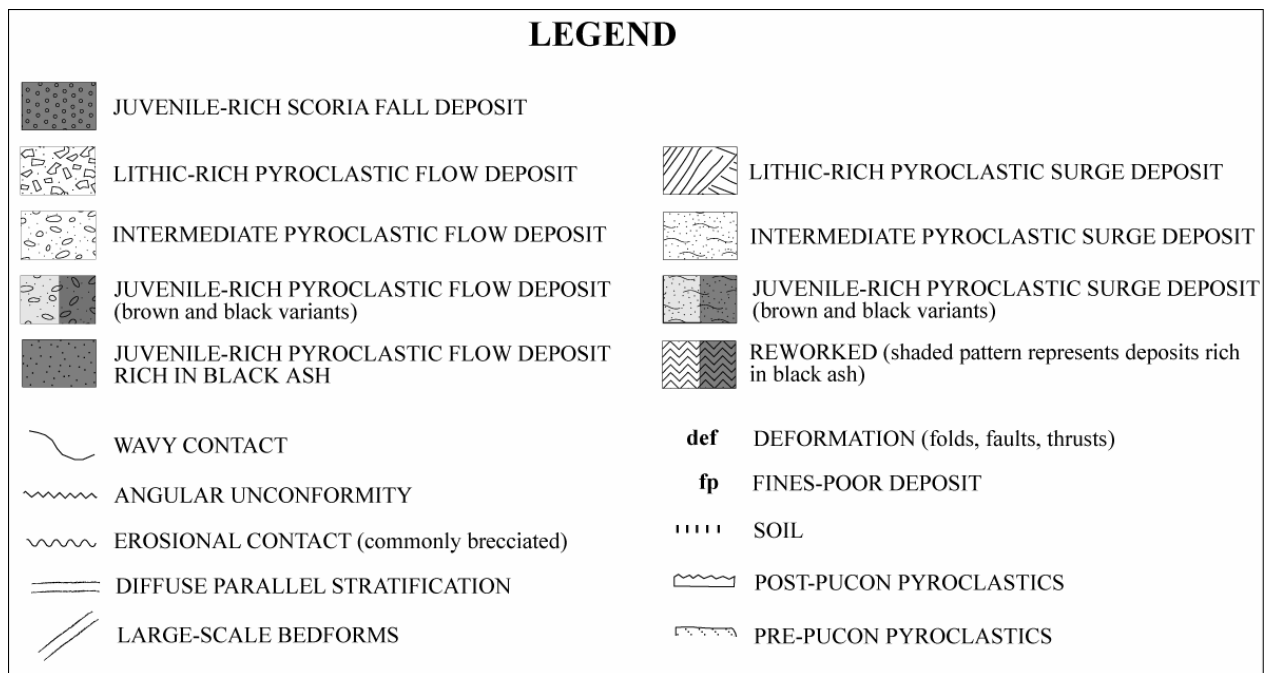 LEGEND
JUVENILE-RICH SCORIA FALL DEPOSIT
LITHIC-RICH PYROCLASTIC FLOW DEPOSIT
INTERMEDIATE PYROCLASTIC FLOW DEPOSIT
JUVENILE-RICH PYROCLASTIC FLOW DEPOSIT
(brown and black variants)
JUVENILE-RICH PYROCLASTIC FLOW DEPOSIT
RICH IN BLACK ASH
WAVY CONTACT
ANGULAR UNCONFORMITY
EROSIONAL CONTACT (commonly brecciated)
DIFFUSE PARALLEL STRATIFICATION
LARGE-SCALE BEDFORMS
LITHIC-RICH PYROCLASTIC SURGE DEPOSIT
INTERMEDIATE PYROCLASTIC SURGE DEPOSIT
JUVENILE-RICH PYROCLASTIC SURGE DEPOSIT
(brown and black variants)
REWORKED (shaded pattern represents deposits rich
in black ash)
def DEFORMATION (folds, faults, thrusts)
fp FINES-POOR DEPOSIT
SOIL
POST-PUCON PYROCLASTICS
PRE-PUCON PYROCLASTICS